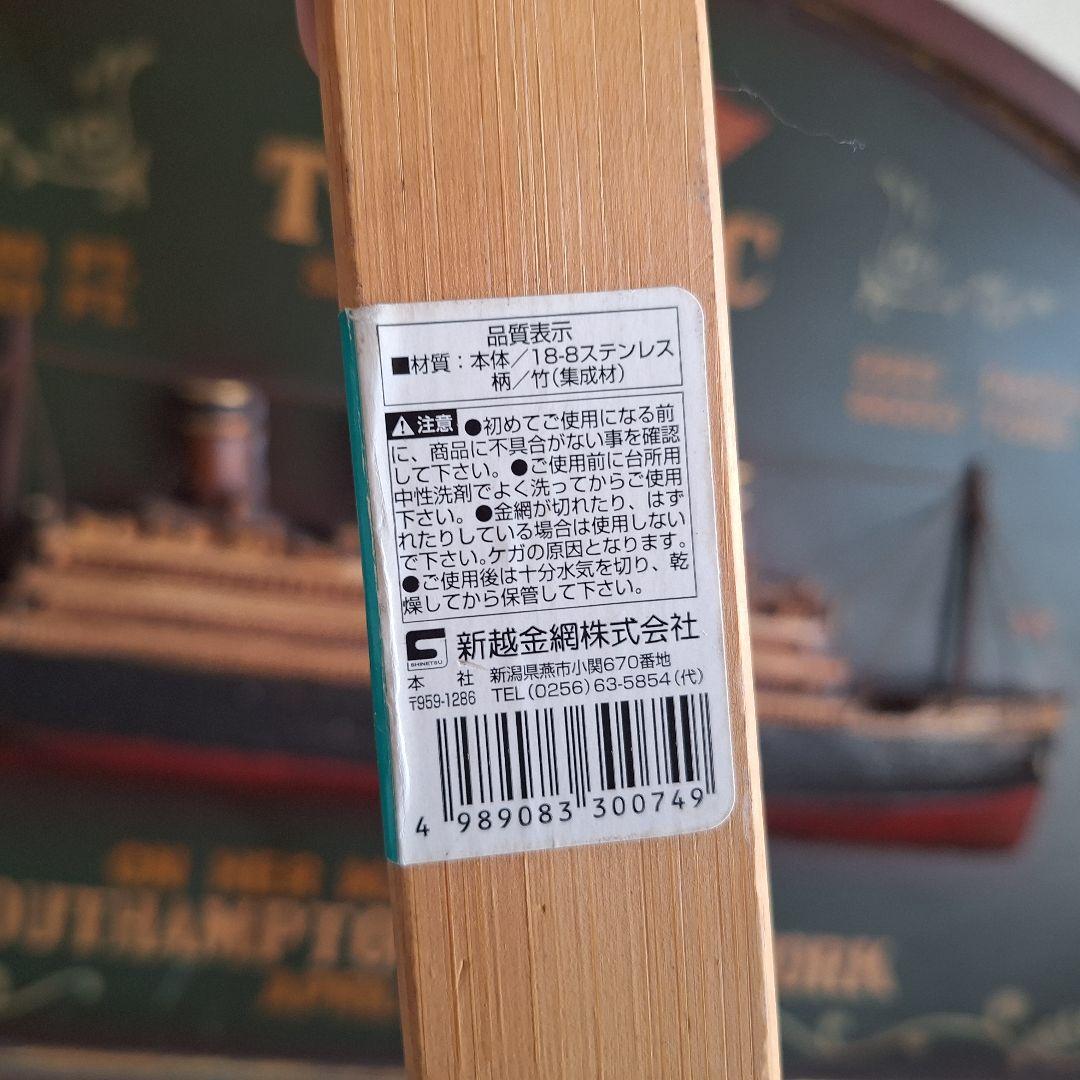 品質表示
■材質：本体／18-8ステンレス
柄／竹(集成材)
注意 ●初めてご使用になる前
に、商品に不具合がない事を確認
して下さい。●ご使用前に台所用
中性洗剤でよく洗ってからご使用
下さい。●金網が切れたり、はず
れたりしている場合は使用しない
で下さい。ケガの原因となります。
●ご使用後は十分水気を切り、乾
燥してから保管して下さい。
SHINETSU 新越金網株式会社
本社 新潟県燕市小関670番地
〒959-1286 TEL(0256)63-5854(代)
4 989083 300749
SOUTHAMPTO